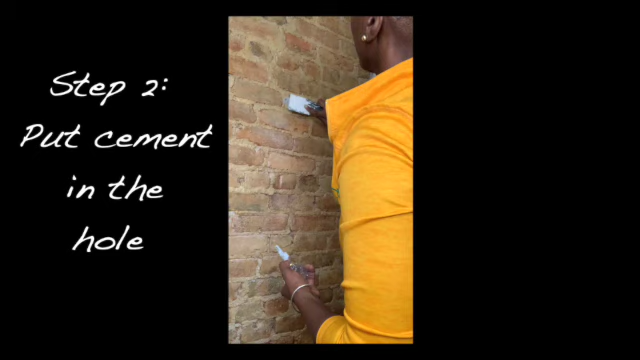 Step 2:
Put cement
in the
hole